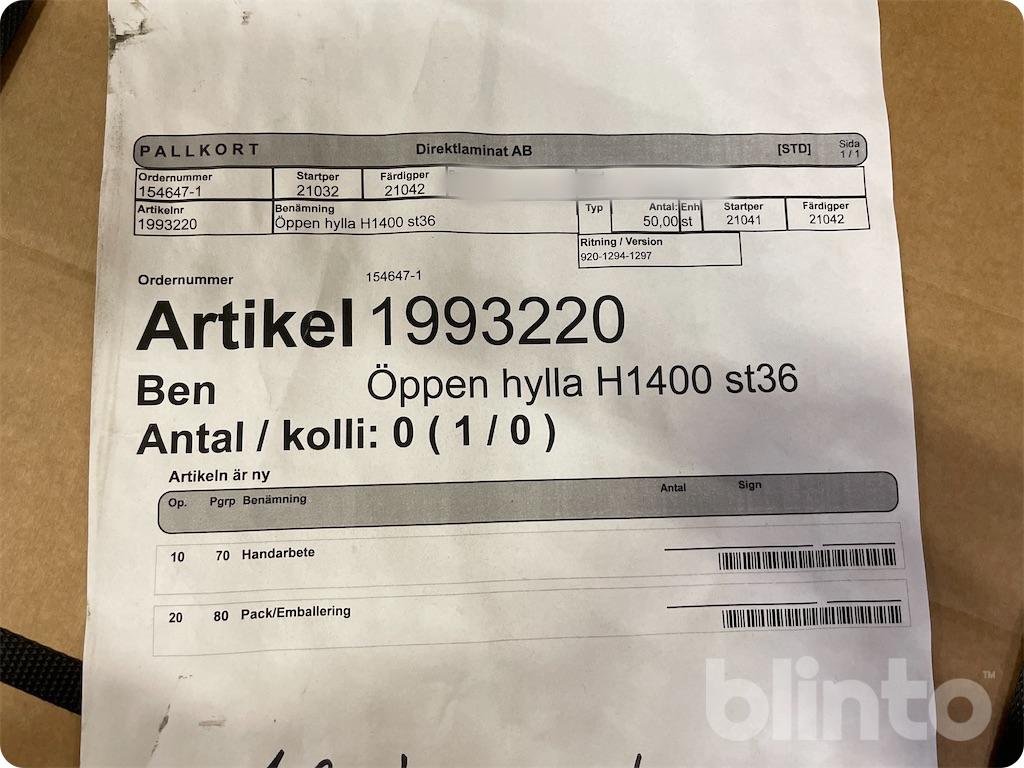 PALLKORT Direktlaminat AB [STD] Sida 1 / 1
Ordernummer Startper Färdigper
154647-1 21032 21042
Artikelnr Benämning Typ Antal: Enh Startper Färdigper
1993220 Öppen hylla H1400 st36 50,00 st 21041 21042
Ritning / Version
920-1294-1297
Ordernummer 154647-1
Artikel 1993220
Ben Öppen hylla H1400 st36
Antal / kolli: 0 ( 1 / 0 )
Artikeln är ny
Op. Pgrp Benämning Antal Sign
10 70 Handarbete
20 80 Pack/Emballering
blinto™